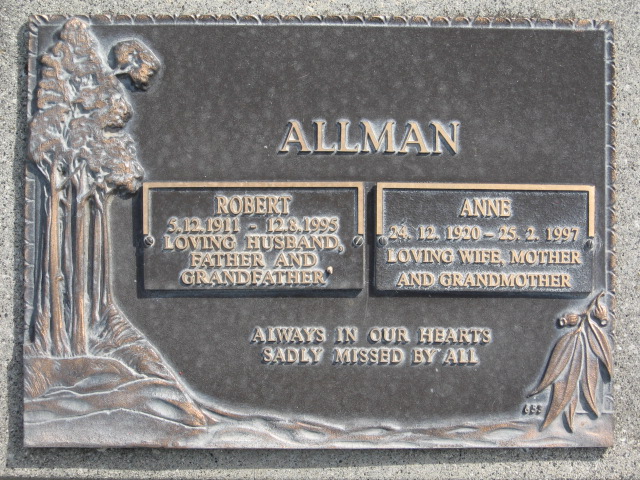 ALLMAN
ROBERT
5.12.1911 - 12.8.1995
LOVING HUSBAND,
FATHER AND
GRANDFATHER
ANNE
24. 12. 1920 - 25. 2. 1997
LOVING WIFE, MOTHER
AND GRANDMOTHER
ALWAYS IN OUR HEARTS
SADLY MISSED BY ALL